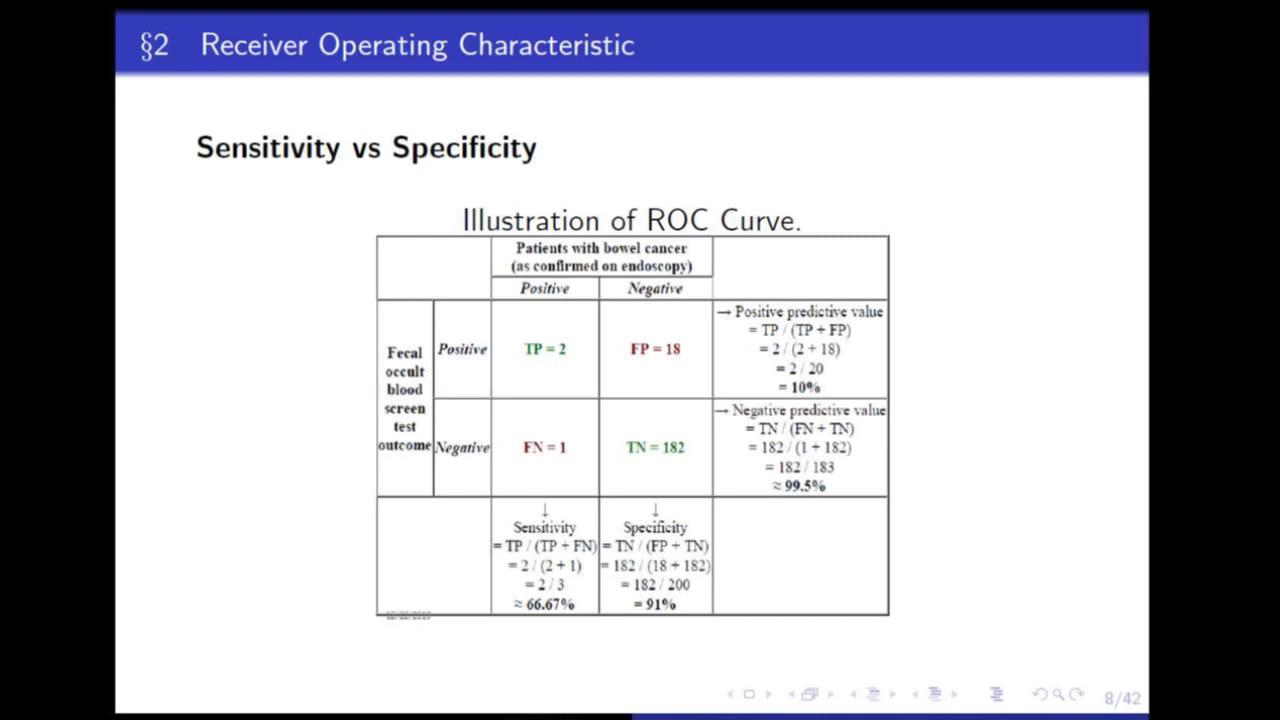 §2 Receiver Operating Characteristic
Sensitivity vs Specificity
Illustration of ROC Curve.
Patients with bowel cancer
(as confirmed on endoscopy)
Positive Negative
Fecal
occult
blood
screen
test
outcome
Positive
TP = 2
FP = 18
→ Positive predictive value
= TP / (TP + FP)
= 2 / (2 + 18)
= 2 / 20
= 10%
Negative
FN = 1
TN = 182
→ Negative predictive value
= TN / (FN + TN)
= 182 / (1 + 182)
= 182 / 183
≈ 99.5%
↓
Sensitivity
= TP / (TP + FN)
= 2 / (2 + 1)
= 2 / 3
≈ 66.67%
↓
Specificity
= TN / (FP + TN)
= 182 / (18 + 182)
= 182 / 200
= 91%
8/42